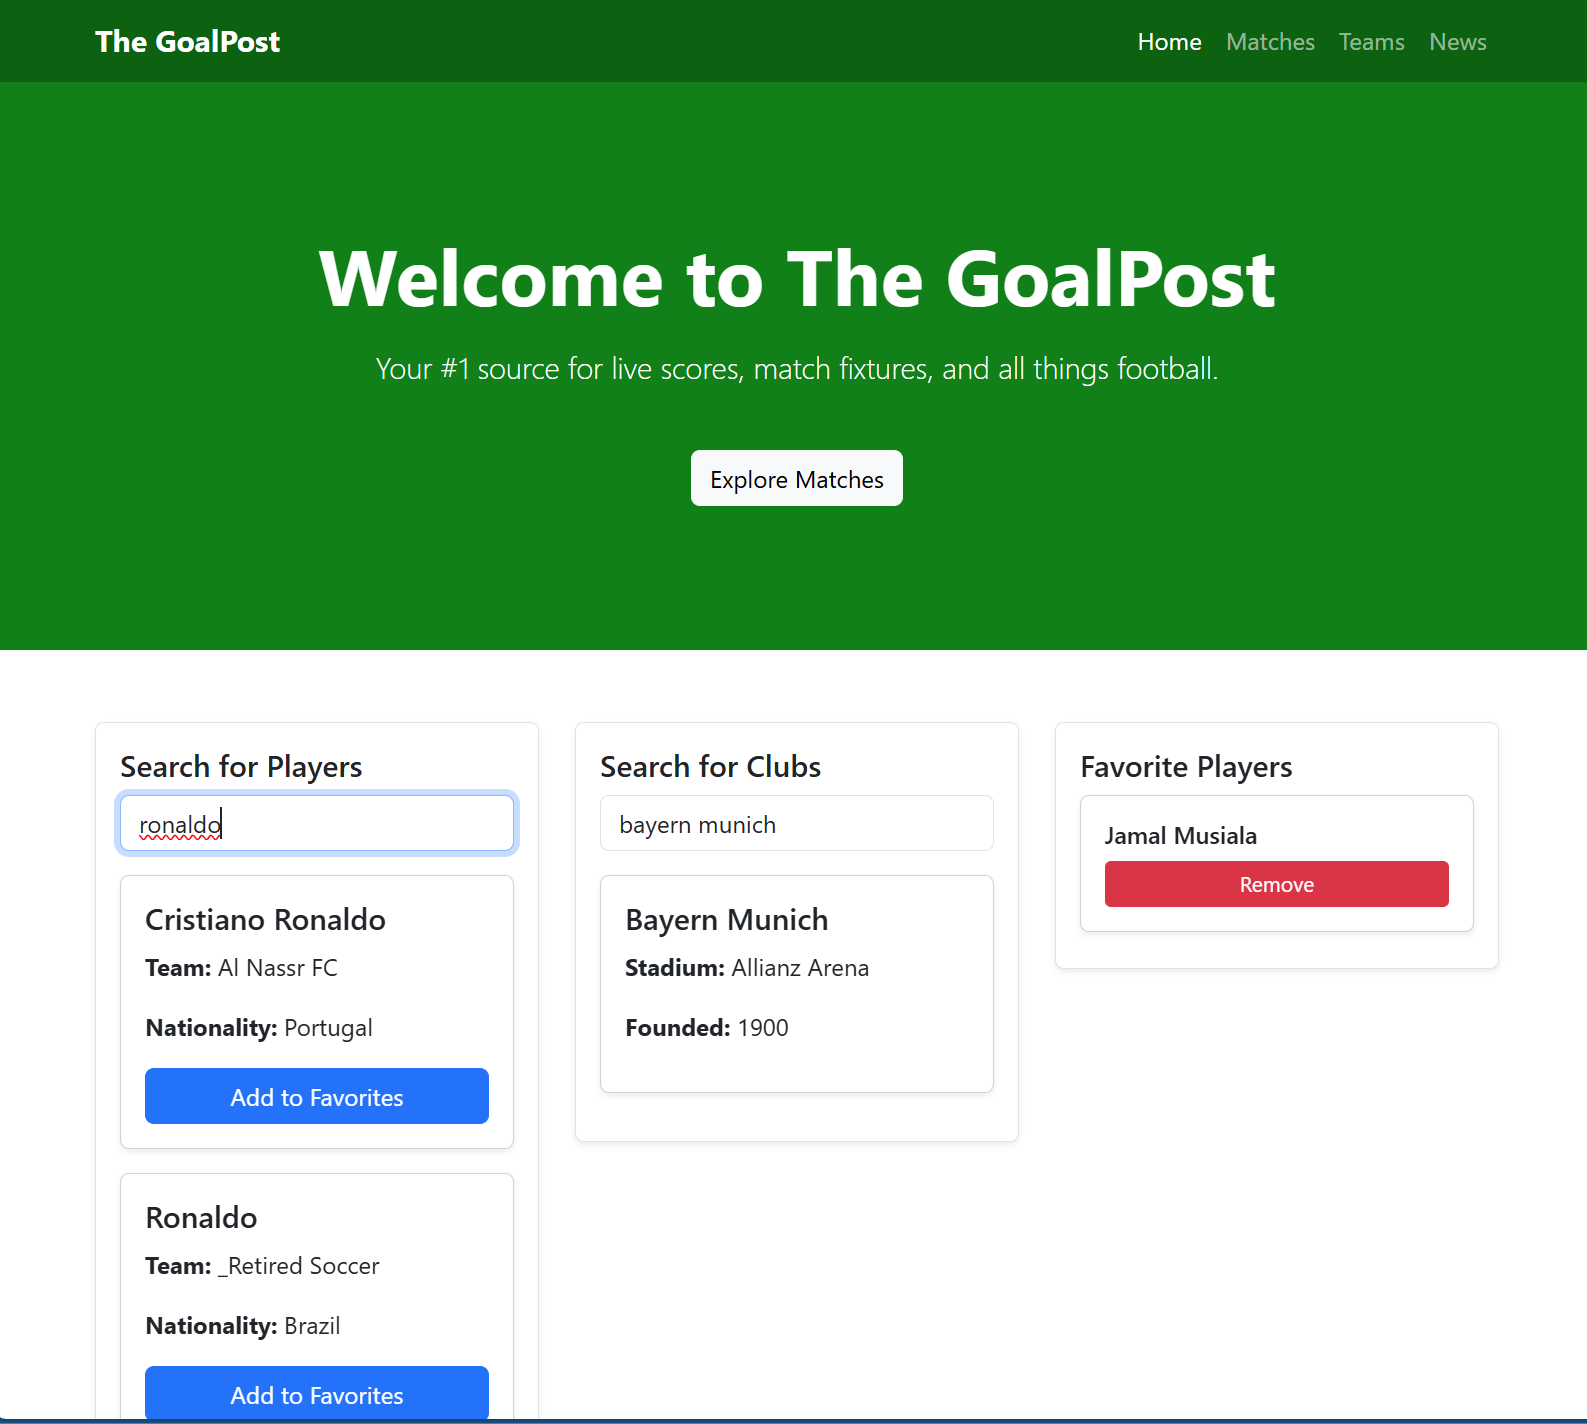 The GoalPost
Home Matches Teams News
Welcome to The GoalPost
Your #1 source for live scores, match fixtures, and all things football.
Explore Matches
Search for Players
ronaldo
Cristiano Ronaldo
Team: Al Nassr FC
Nationality: Portugal
Add to Favorites
Ronaldo
Team: _Retired Soccer
Nationality: Brazil
Add to Favorites
Search for Clubs
bayern munich
Bayern Munich
Stadium: Allianz Arena
Founded: 1900
Favorite Players
Jamal Musiala
Remove